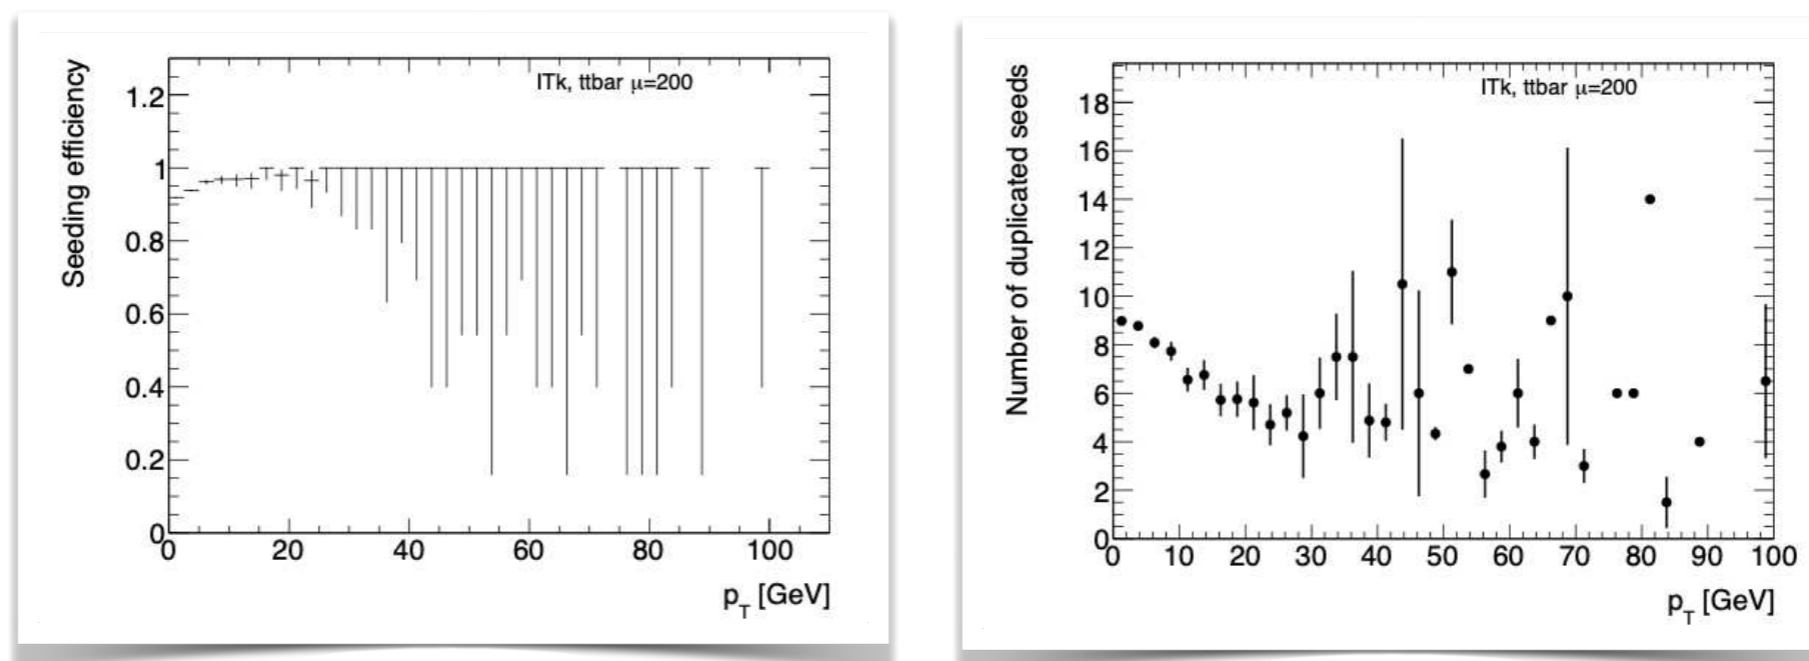 Seeding efficiency
ITk, ttbar μ=200
1.2
1
0.8
0.6
0.4
0.2
0
0 20 40 60 80 100
p_T [GeV]
Number of duplicated seeds
ITk, ttbar μ=200
18
16
14
12
10
8
6
4
2
0
0 10 20 30 40 50 60 70 80 90 100
p_T [GeV]